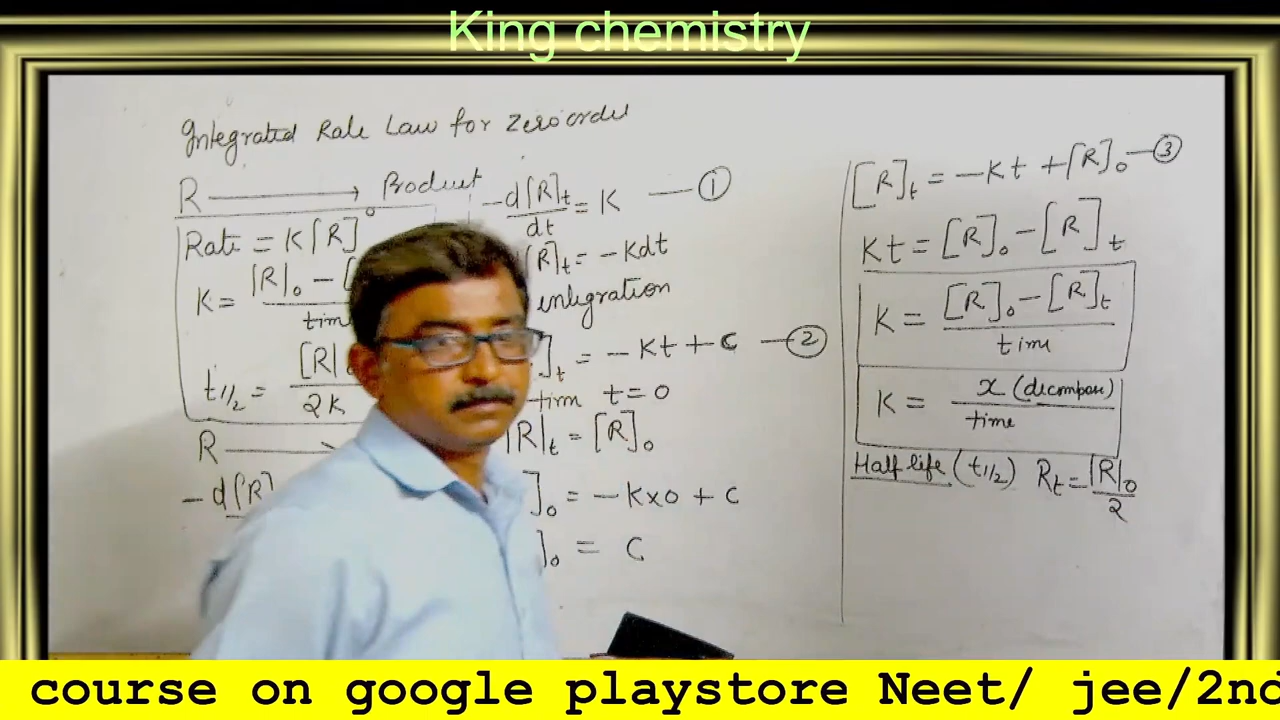 King chemistry
Integrated Rate Law for zero order
R ⟶ Product
Rate = K[R]⁰
K = [R]₀ – [
time
t1/2 = [R]
2K
R ⟶
- d[R]
- d[R]t / dt = K — ①
[R]t = - Kdt
integration
]t = - Kt + C — ②
time t = 0
[R]t = [R]₀
]₀ = - K×0 + C
]₀ = C
[R]t = - Kt + [R]₀ — ③
Kt = [R]₀ - [R]t
K = [R]₀ - [R]t
time
K = x (decompose)
time
Half life (t1/2) Rt = [R]₀ / 2
course on google playstore Neet/ jee/2nd